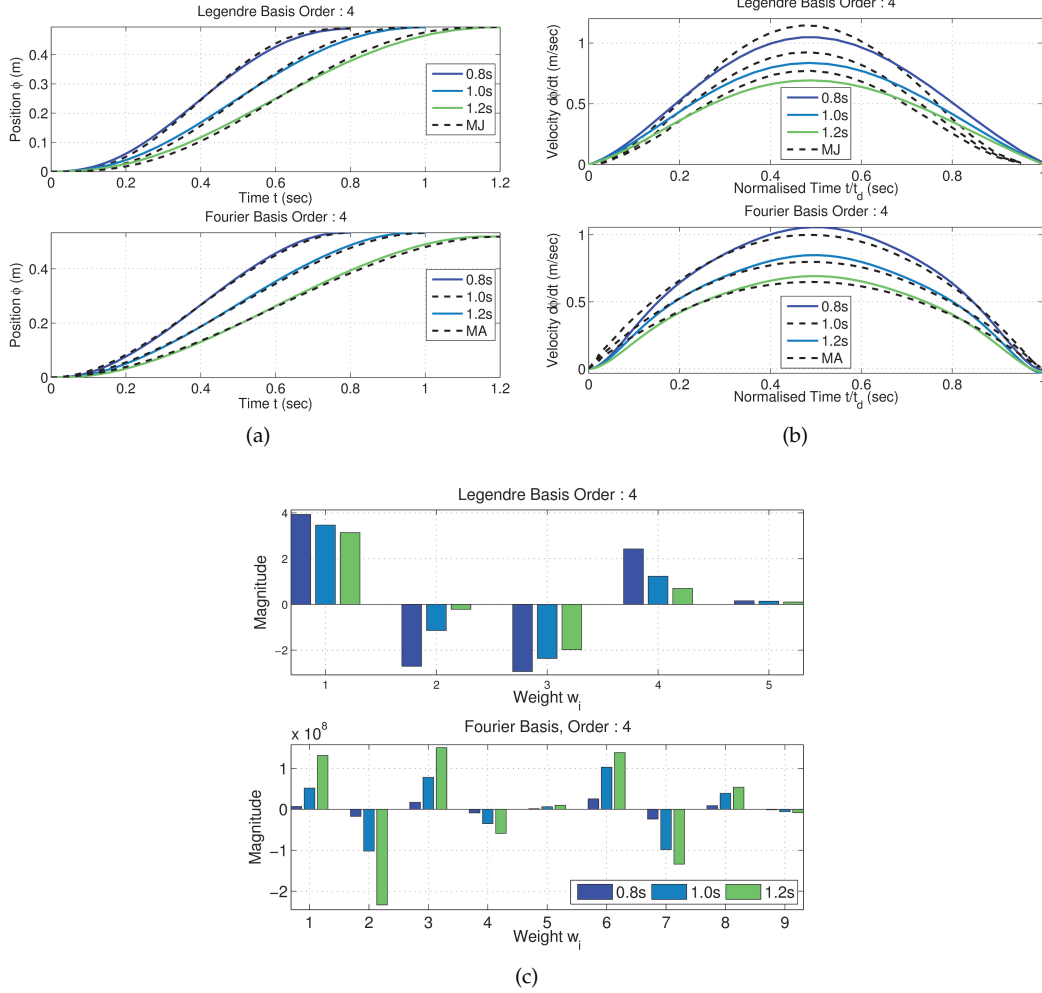 Legendre Basis Order : 4
Position ϕ (m)
0.4
0.3
0.2
0.1
0
0 0.2 0.4 0.6 0.8 1 1.2
Time t (sec)
0.8s
1.0s
1.2s
MJ
Fourier Basis Order : 4
Position ϕ (m)
0.4
0.2
0
0 0.2 0.4 0.6 0.8 1 1.2
Time t (sec)
0.8s
1.0s
1.2s
MA
(a)
Legendre Basis Order : 4
Velocity dϕ/dt (m/sec)
1
0.5
0
0 0.2 0.4 0.6 0.8 1
Normalised Time t/t_d (sec)
0.8s
1.0s
1.2s
MJ
Fourier Basis Order : 4
Velocity dϕ/dt (m/sec)
1
0.5
0
0 0.2 0.4 0.6 0.8 1
Normalised Time t/t_d (sec)
0.8s
1.0s
1.2s
MA
(b)
Legendre Basis Order : 4
Magnitude
4
2
0
−2
1 2 3 4 5
Weight w_i
Fourier Basis, Order : 4
x 10^8
Magnitude
1
0
−1
−2
0.8s 1.0s 1.2s
1 2 3 4 5 6 7 8 9
Weight w_i
(c)